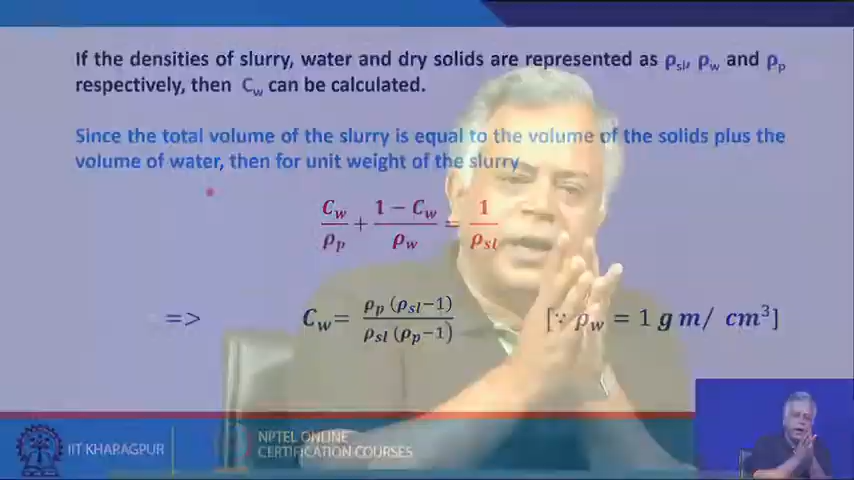 If the densities of slurry, water and dry solids are represented as ρsl, ρw and ρp
respectively, then Cw can be calculated.
Since the total volume of the slurry is equal to the volume of the solids plus the
volume of water, then for unit weight of the slurry
Cw/ρp + (1 − Cw)/ρw = 1/ρsl
=> Cw= ρp (ρsl−1) / ρsl (ρp−1) [∵ ρw = 1 g m/ cm³]
IIT KHARAGPUR
NPTEL ONLINE
CERTIFICATION COURSES